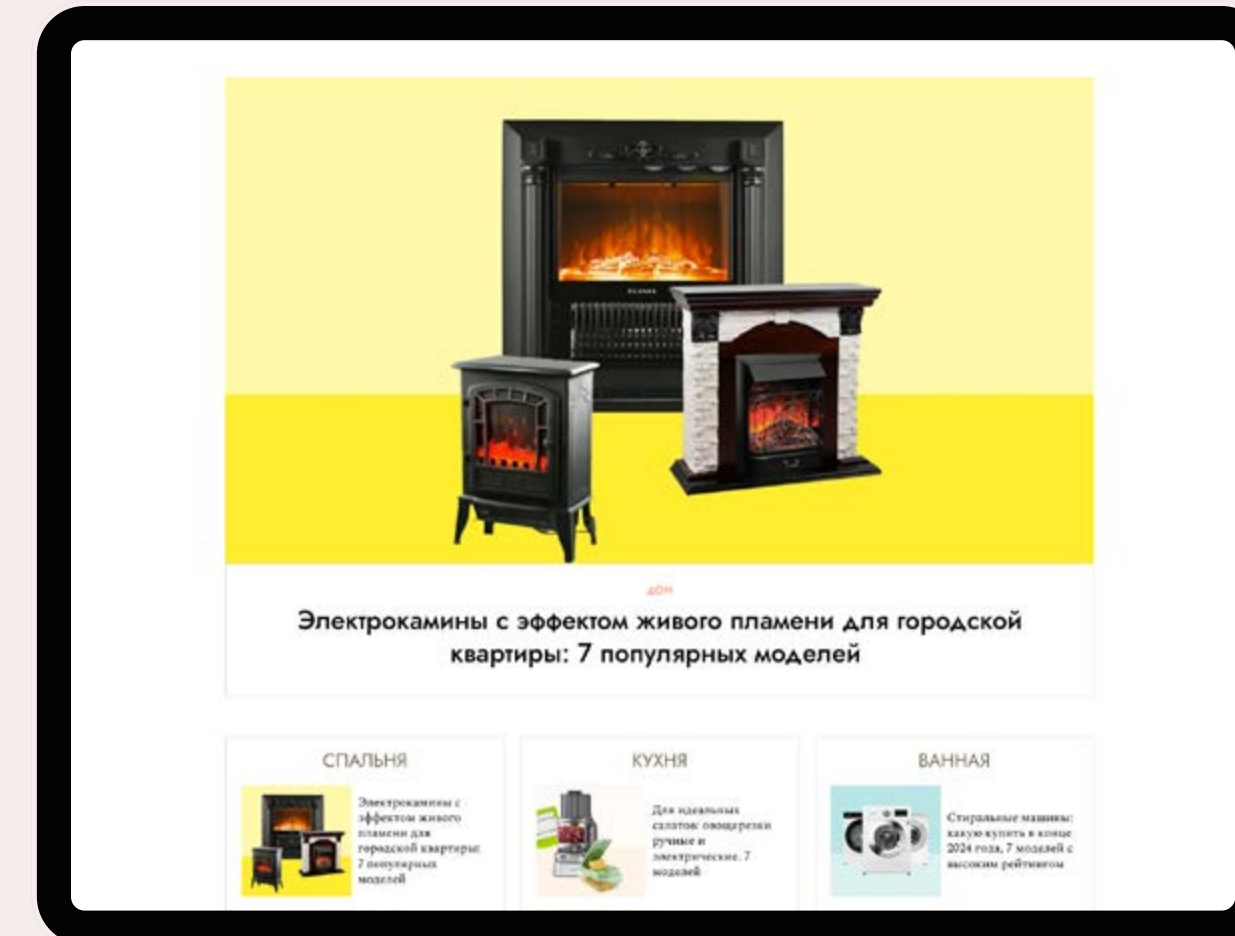 ДОМ
Электрокамины с эффектом живого пламени для городской
квартиры: 7 популярных моделей
СПАЛЬНЯ
Электрокамины с
эффектом живого
пламени для
городской квартиры:
7 популярных
моделей
КУХНЯ
Для идеальных
салатов: овощерезки
ручные и
электрические. 7
моделей
ВАННАЯ
Стиральные машины:
какую купить в конце
2024 года, 7 моделей с
высоким рейтингом